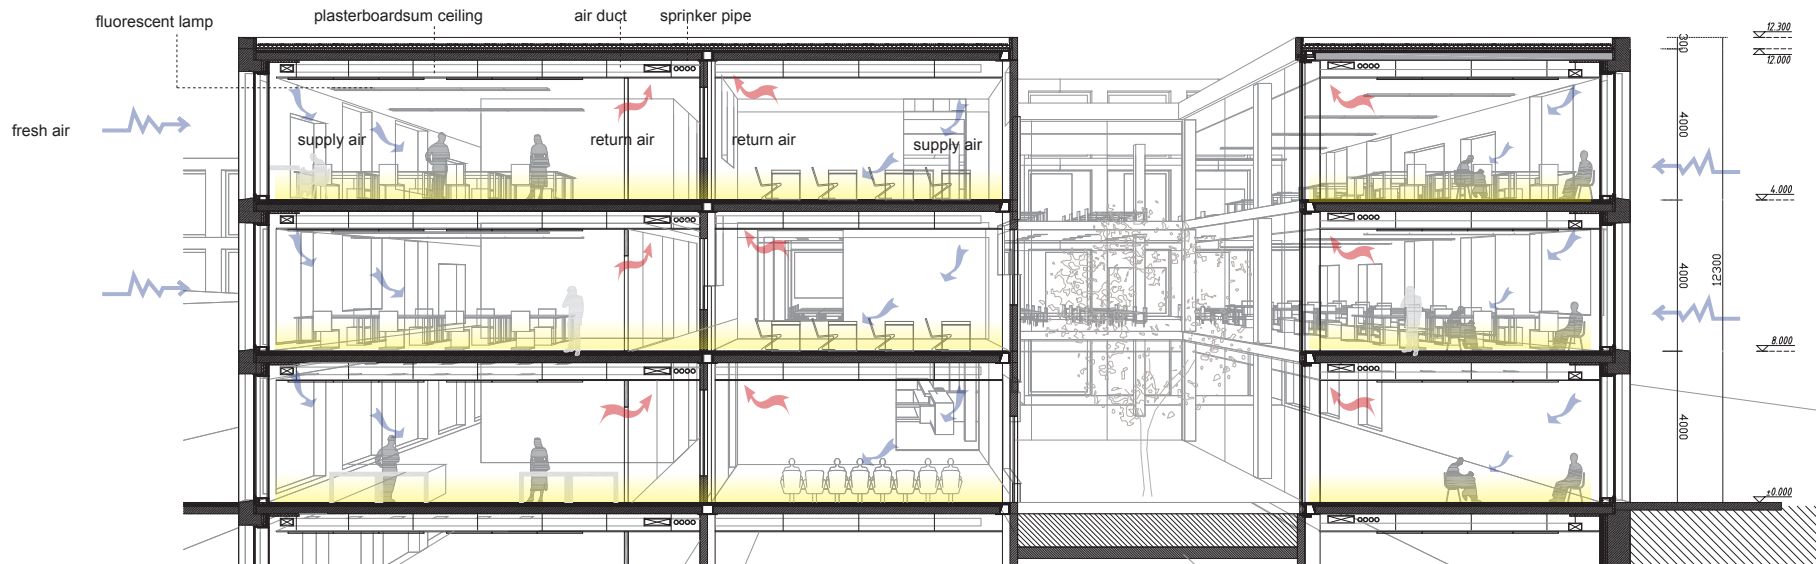 fluorescent lamp
plasterboardsum ceiling
air duct
sprinker pipe
fresh air
supply air
return air
return air
supply air
300
12.300
12.000
4000
4.000
4000
12300
8.000
4000
±0.000